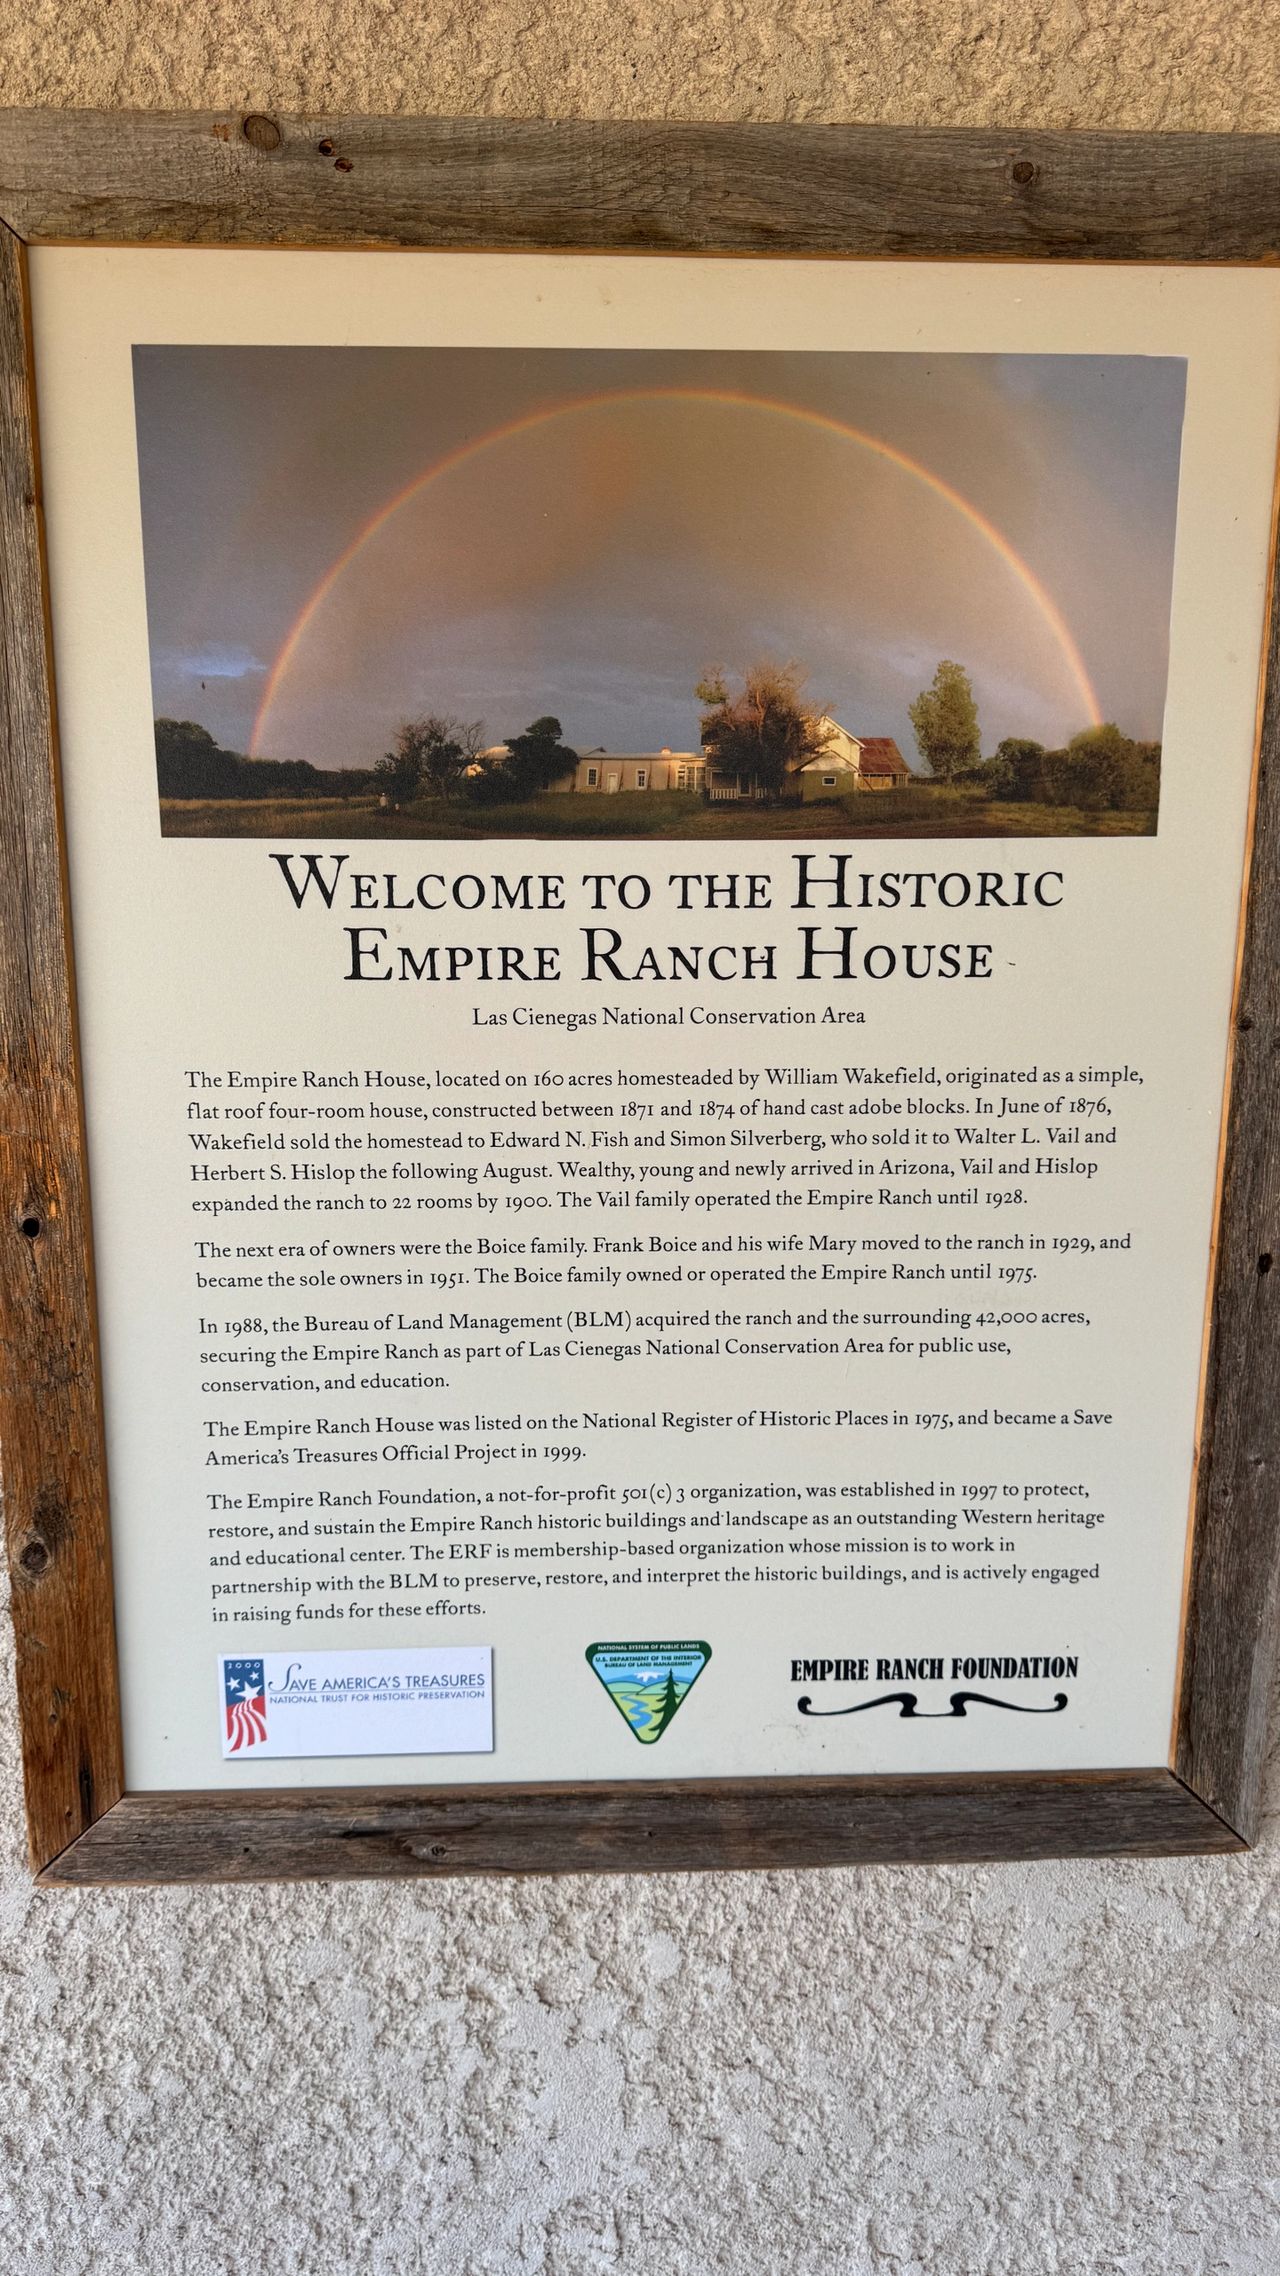 Welcome to the Historic
Empire Ranch House
Las Cienegas National Conservation Area
The Empire Ranch House, located on 160 acres homesteaded by William Wakefield, originated as a simple,
flat roof four-room house, constructed between 1871 and 1874 of hand cast adobe blocks. In June of 1876,
Wakefield sold the homestead to Edward N. Fish and Simon Silverberg, who sold it to Walter L. Vail and
Herbert S. Hislop the following August. Wealthy, young and newly arrived in Arizona, Vail and Hislop
expanded the ranch to 22 rooms by 1900. The Vail family operated the Empire Ranch until 1928.
The next era of owners were the Boice family. Frank Boice and his wife Mary moved to the ranch in 1929, and
became the sole owners in 1951. The Boice family owned or operated the Empire Ranch until 1975.
In 1988, the Bureau of Land Management (BLM) acquired the ranch and the surrounding 42,000 acres,
securing the Empire Ranch as part of Las Cienegas National Conservation Area for public use,
conservation, and education.
The Empire Ranch House was listed on the National Register of Historic Places in 1975, and became a Save
America's Treasures Official Project in 1999.
The Empire Ranch Foundation, a not-for-profit 501(c) 3 organization, was established in 1997 to protect,
restore, and sustain the Empire Ranch historic buildings and landscape as an outstanding Western heritage
and educational center. The ERF is membership-based organization whose mission is to work in
partnership with the BLM to preserve, restore, and interpret the historic buildings, and is actively engaged
in raising funds for these efforts.
2000
SAVE AMERICA'S TREASURES
NATIONAL TRUST FOR HISTORIC PRESERVATION
NATIONAL SYSTEM OF PUBLIC LANDS
U.S. DEPARTMENT OF THE INTERIOR
BUREAU OF LAND MANAGEMENT
EMPIRE RANCH FOUNDATION